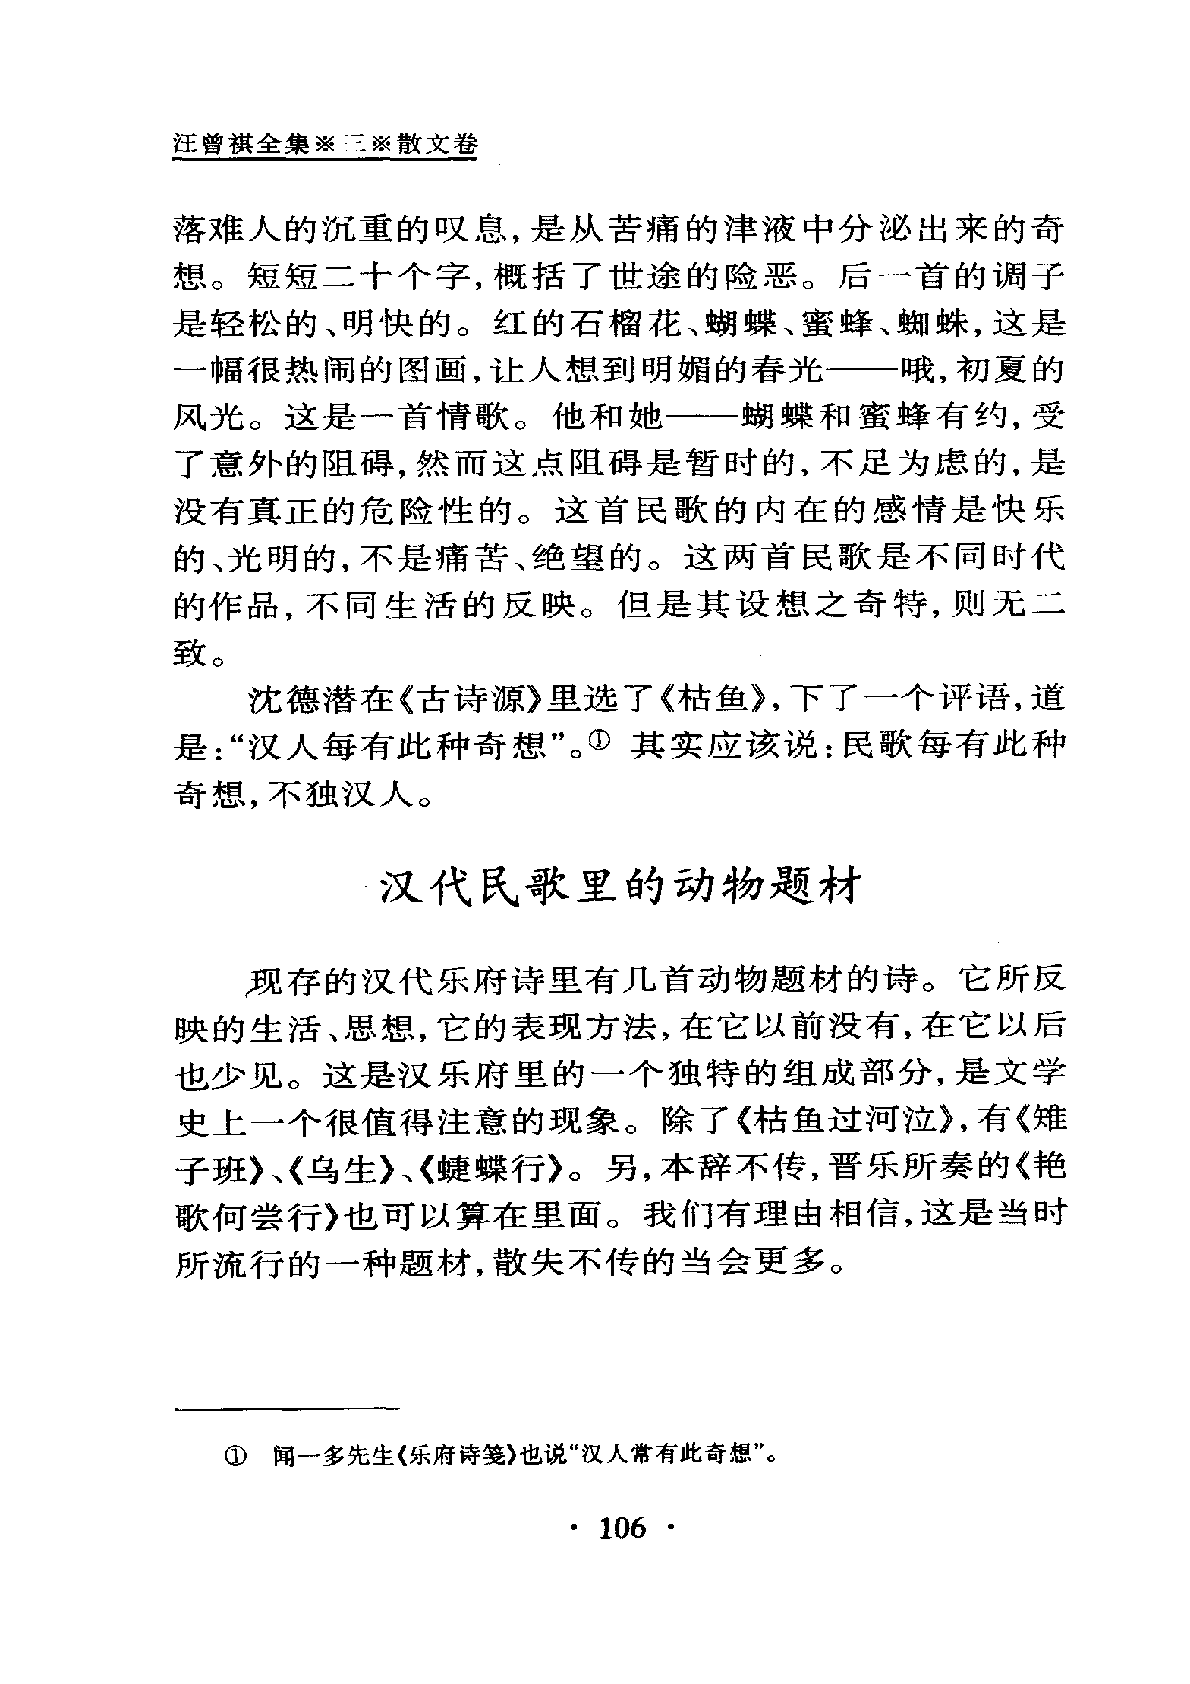 汪曾祺全集※三※散文卷
落难人的沉重的叹息，是从苦痛的津液中分泌出来的奇
想。短短二十个字，概括了世途的险恶。后一首的调子
是轻松的、明快的。红的石榴花、蝴蝶、蜜蜂、蜘蛛，这是
一幅很热闹的图画，让人想到明媚的春光——哦，初夏的
风光。这是一首情歌。他和她——蝴蝶和蜜蜂有约，受
了意外的阻碍，然而这点阻碍是暂时的，不足为虑的，是
没有真正的危险性的。这首民歌的内在的感情是快乐
的、光明的，不是痛苦、绝望的。这两首民歌是不同时代
的作品，不同生活的反映。但是其设想之奇特，则无二
致。
沈德潜在《古诗源》里选了《枯鱼》，下了一个评语，道
是：“汉人每有此种奇想”。① 其实应该说：民歌每有此种
奇想，不独汉人。
汉代民歌里的动物题材
现存的汉代乐府诗里有几首动物题材的诗。它所反
映的生活、思想，它的表现方法，在它以前没有，在它以后
也少见。这是汉乐府里的一个独特的组成部分，是文学
史上一个很值得注意的现象。除了《枯鱼过河泣》，有《雉
子班》、《乌生》、《蜨蝶行》。另，本辞不传，晋乐所奏的《艳
歌何尝行》也可以算在里面。我们有理由相信，这是当时
所流行的一种题材，散失不传的当会更多。
① 闻一多先生《乐府诗笺》也说“汉人常有此奇想”。
· 106 ·